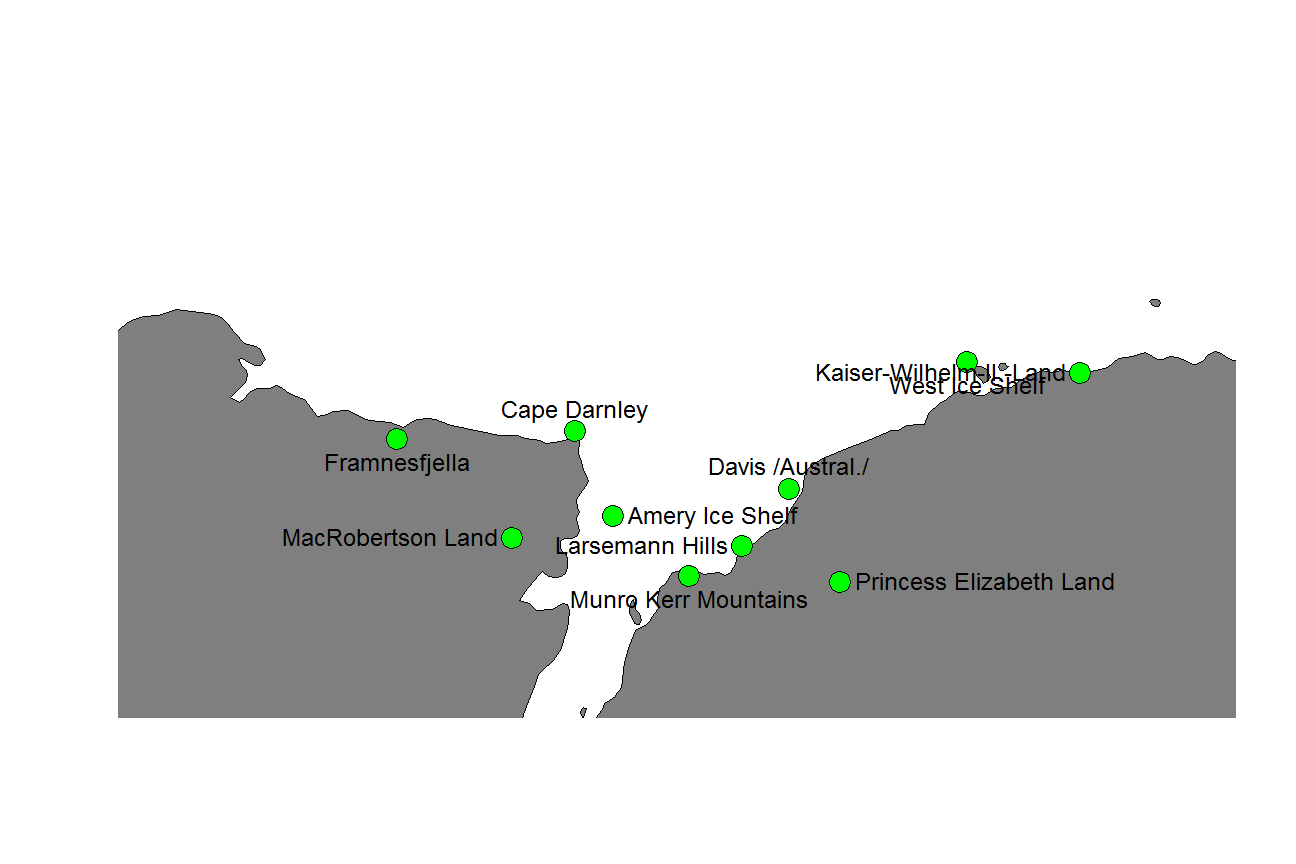 Kaiser-Wilhelm-II.-Land
West Ice Shelf
Cape Darnley
Framnesfjella
Davis /Austral./
Amery Ice Shelf
MacRobertson Land
Larsemann Hills
Princess Elizabeth Land
Munro Kerr Mountains